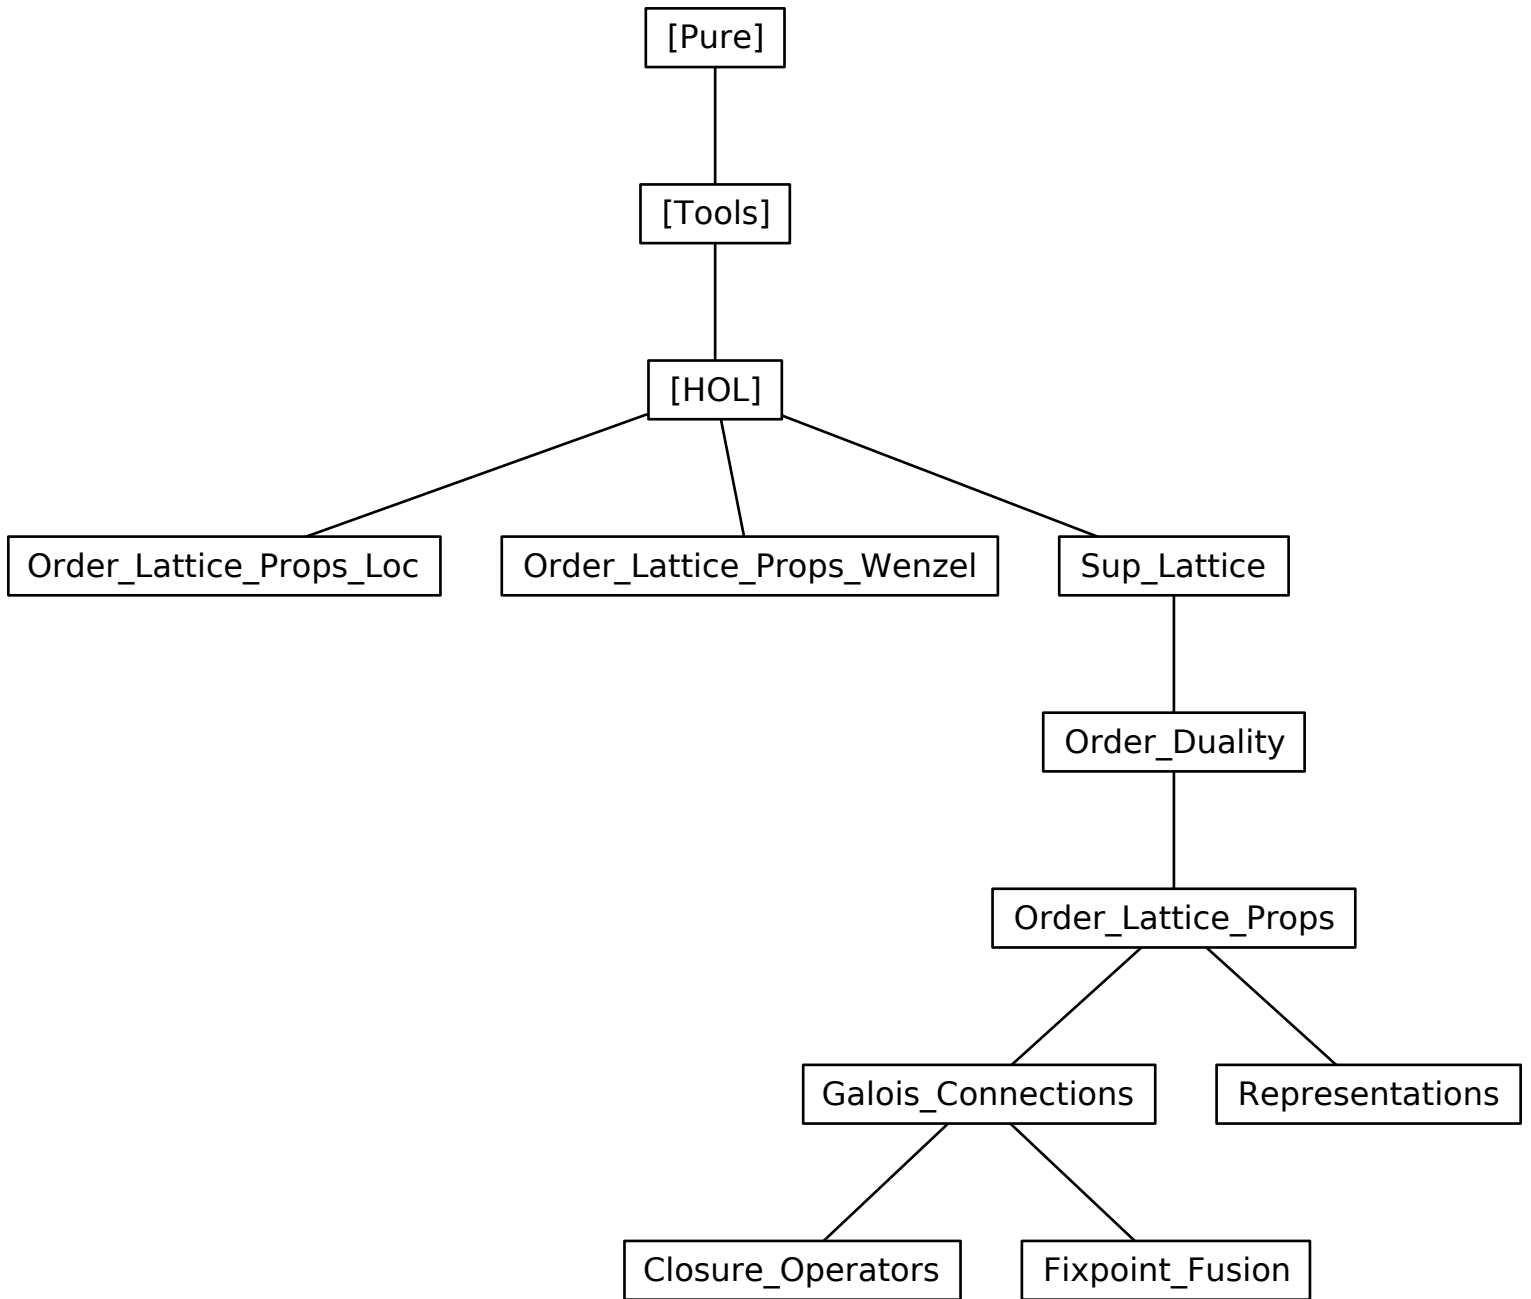 [Pure]
[Tools]
[HOL]
Order_Lattice_Props_Loc
Order_Lattice_Props_Wenzel
Sup_Lattice
Order_Duality
Order_Lattice_Props
Galois_Connections
Representations
Closure_Operators
Fixpoint_Fusion